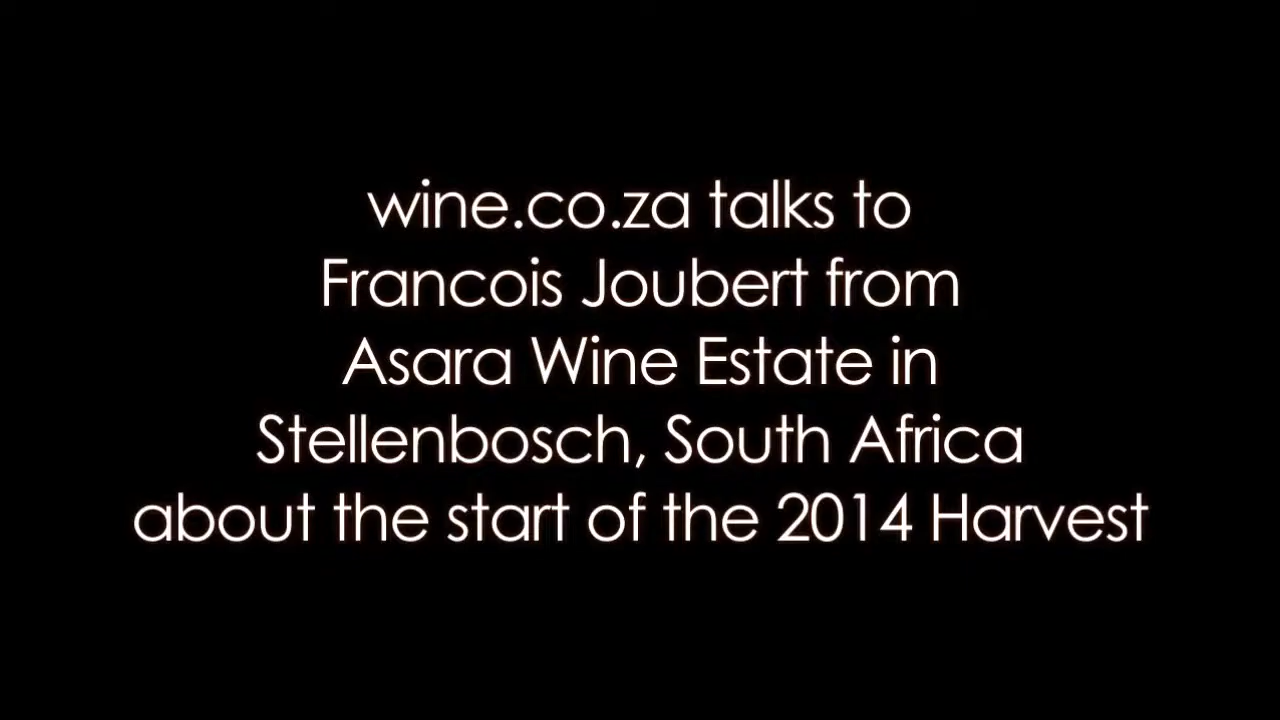 wine.co.za talks to
Francois Joubert from
Asara Wine Estate in
Stellenbosch, South Africa
about the start of the 2014 Harvest